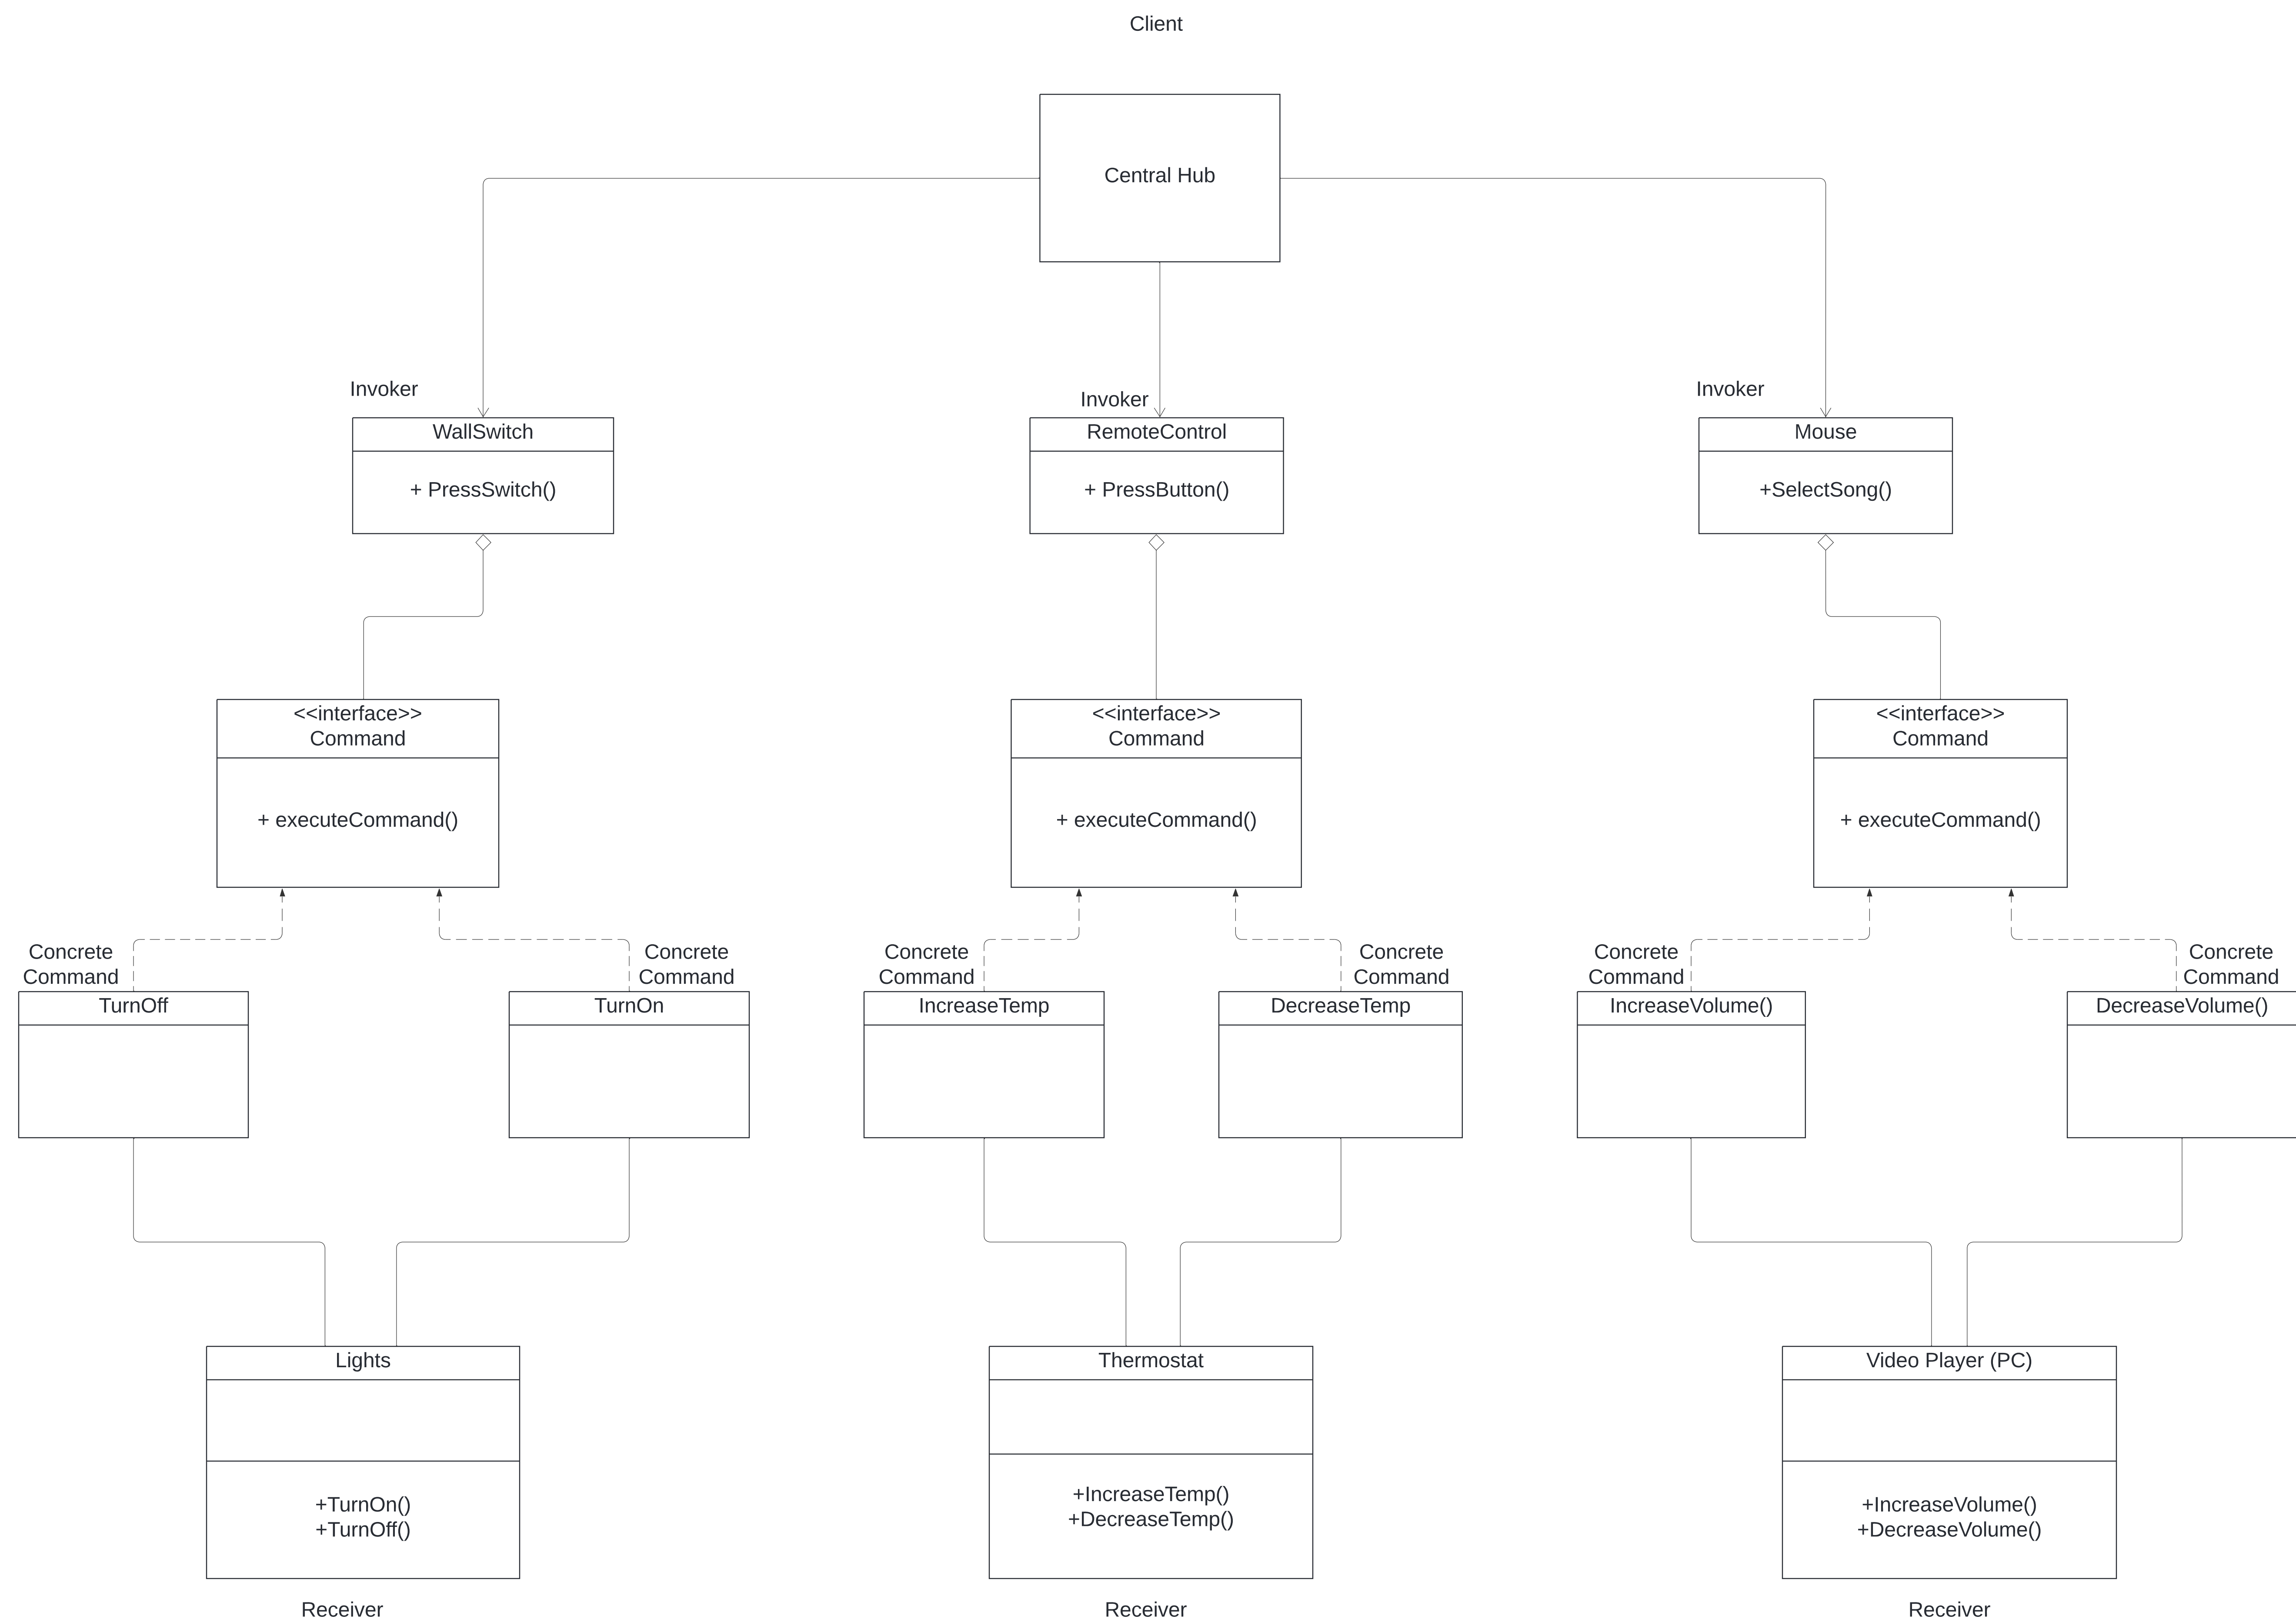 Client
Central Hub
Invoker
Invoker
Invoker
WallSwitch
RemoteControl
Mouse
+ PressSwitch()
+ PressButton()
+SelectSong()
<<interface>>
Command
<<interface>>
Command
<<interface>>
Command
+ executeCommand()
+ executeCommand()
+ executeCommand()
Concrete
Command
Concrete
Command
Concrete
Command
Concrete
Command
Concrete
Command
Concrete
Command
TurnOff
TurnOn
IncreaseTemp
DecreaseTemp
IncreaseVolume()
DecreaseVolume()
Lights
Thermostat
Video Player (PC)
+TurnOn()
+TurnOff()
+IncreaseTemp()
+DecreaseTemp()
+IncreaseVolume()
+DecreaseVolume()
Receiver
Receiver
Receiver